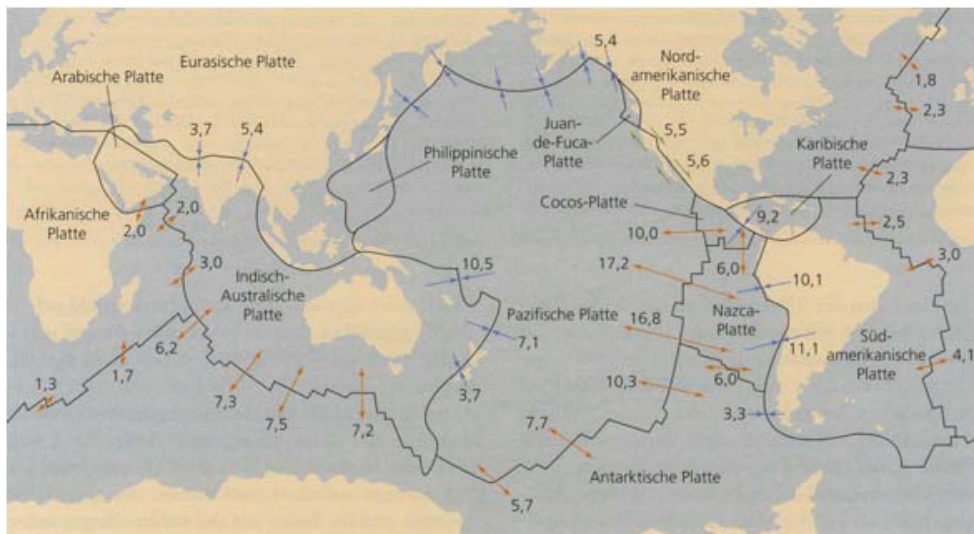 Arabische Platte
Eurasische Platte
3,7
5,4
5,4
Nord-
amerikanische
Platte
1,8
2,3
Juan-
de-Fuca-
Platte
5,5
5,6
Karibische
Platte
2,3
Philippinische
Platte
Afrikanische
Platte
2,0
2,0
Cocos-Platte
9,2
10,0
2,5
3,0
6,0
17,2
10,1
3,0
Indisch-
Australische
Platte
10,5
Pazifische Platte
16,8
Nazca-
Platte
7,1
11,1
Süd-
amerikanische
Platte
4,1
6,2
1,7
1,3
7,3
7,5
7,2
3,7
10,3
6,0
3,3
7,7
5,7
Antarktische Platte